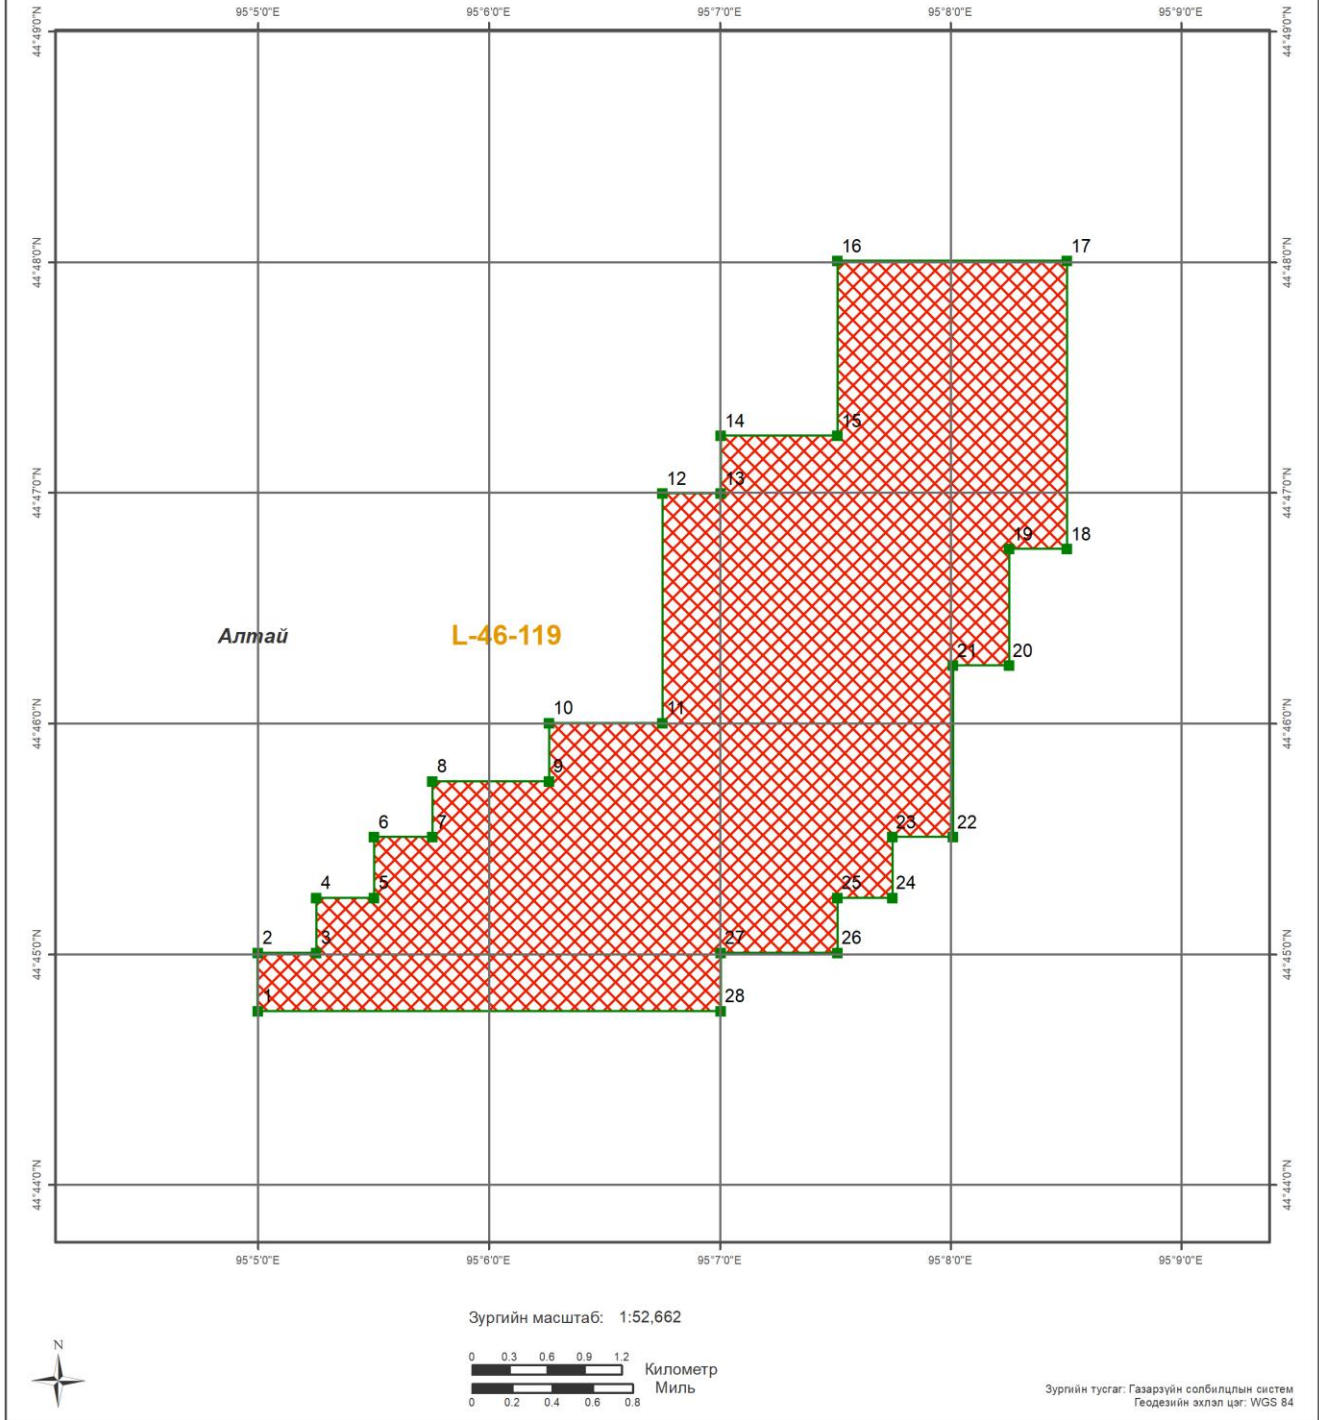 95°5'0"E 95°6'0"E 95°7'0"E 95°8'0"E 95°9'0"E
44°49'0"N 44°49'0"N
16 17
44°48'0"N 44°48'0"N
14 15
12 13
44°47'0"N 44°47'0"N
19 18
Алтай L-46-119
21 20
10 11
44°46'0"N 44°46'0"N
8 9
6 7 23 22
4 5 25 24
2 3 27 26
44°45'0"N 44°45'0"N
1 28
44°44'0"N 44°44'0"N
95°5'0"E 95°6'0"E 95°7'0"E 95°8'0"E 95°9'0"E
Зургийн масштаб: 1:52,662
N
0 0.3 0.6 0.9 1.2
Километр
Миль
0 0.2 0.4 0.6 0.8
Зургийн тусгаг: Газарзүйн солбилцлын систем
Геодезийн эхлэл цэг: WGS 84